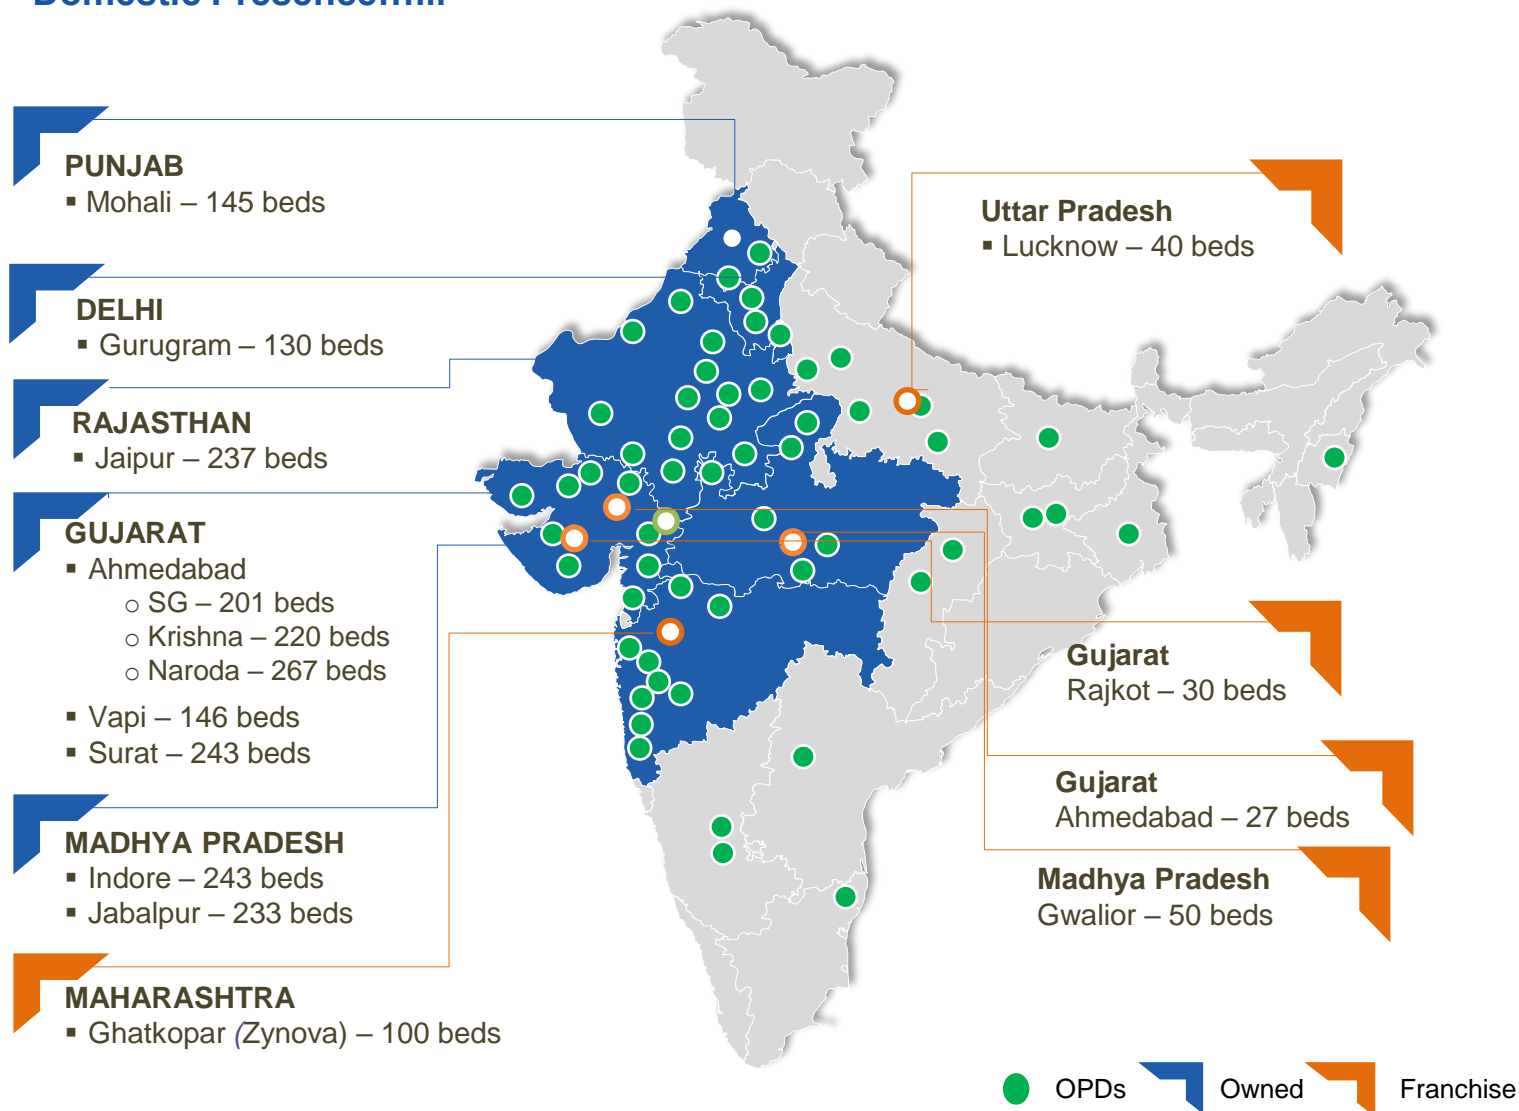 PUNJAB
▪ Mohali – 145 beds
DELHI
▪ Gurugram – 130 beds
RAJASTHAN
▪ Jaipur – 237 beds
GUJARAT
▪ Ahmedabad
o SG – 201 beds
o Krishna – 220 beds
o Naroda – 267 beds
▪ Vapi – 146 beds
▪ Surat – 243 beds
MADHYA PRADESH
▪ Indore – 243 beds
▪ Jabalpur – 233 beds
MAHARASHTRA
▪ Ghatkopar (Zynova) – 100 beds
Uttar Pradesh
▪ Lucknow – 40 beds
Gujarat
Rajkot – 30 beds
Gujarat
Ahmedabad – 27 beds
Madhya Pradesh
Gwalior – 50 beds
OPDs
Owned
Franchise